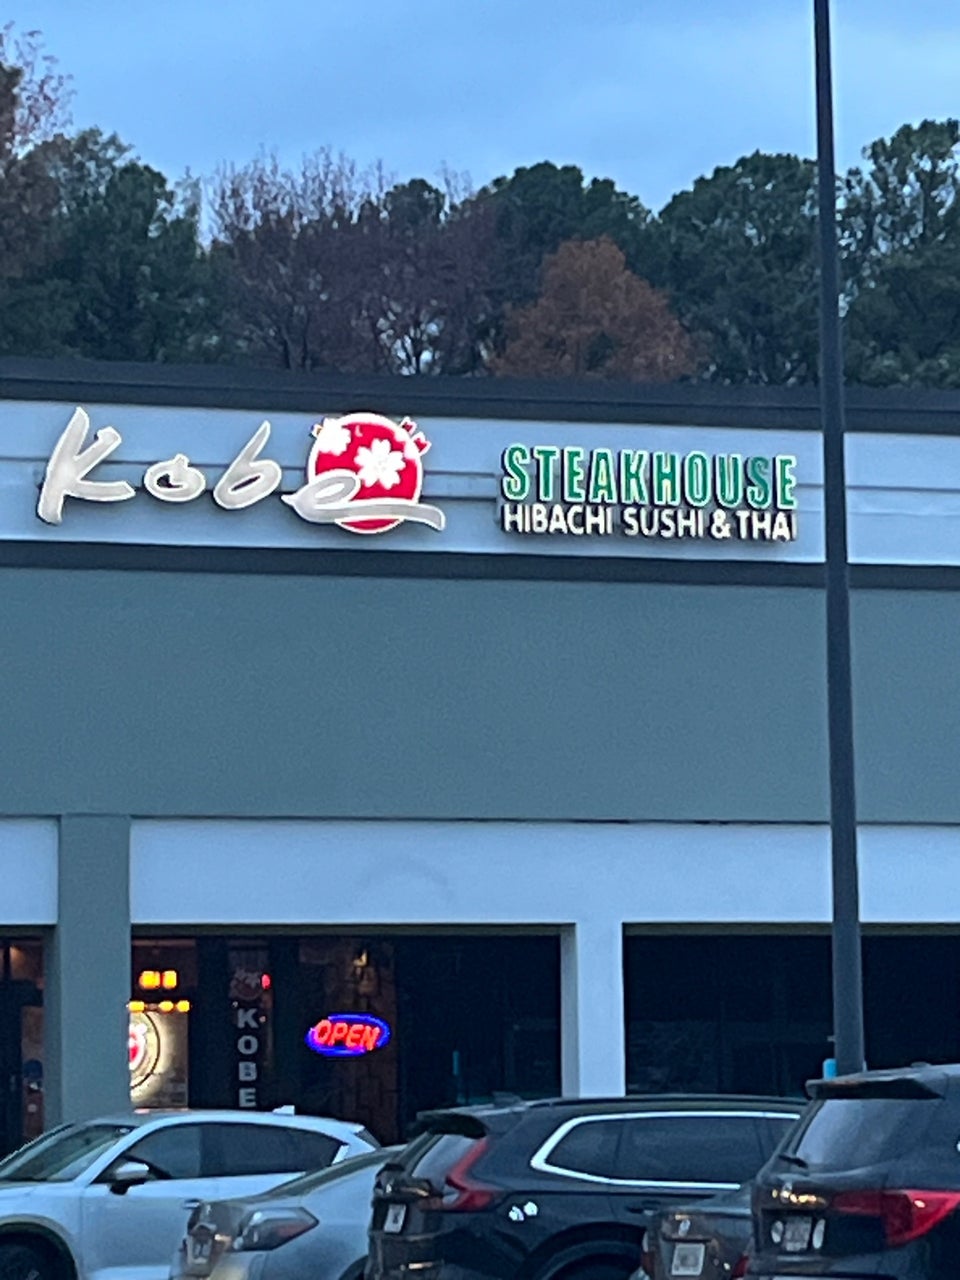 Kobe
STEAKHOUSE
HIBACHI SUSHI & THAI
KOBE
OPEN